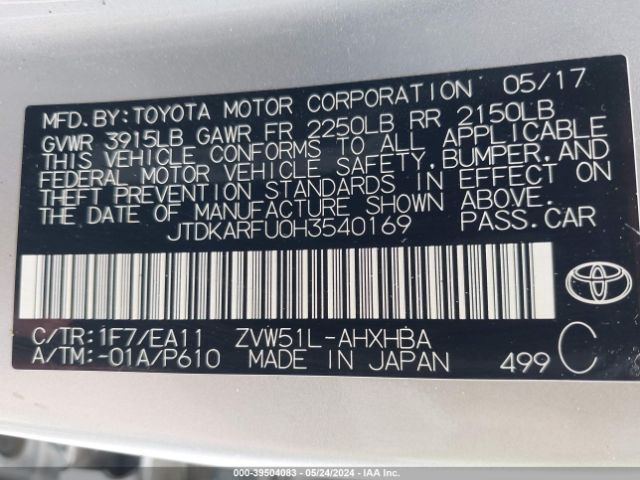 MFD. BY: TOYOTA MOTOR CORPORATION 05/17
GVWR 3915LB GAWR FR 2250LB RR 2150LB
THIS VEHICLE CONFORMS TO ALL APPLICABLE
FEDERAL MOTOR VEHICLE SAFETY, BUMPER, AND
THEFT PREVENTION STANDARDS IN EFFECT ON
THE DATE OF MANUFACTURE SHOWN ABOVE.
JTDKARFU0H3540169 PASS. CAR
C/TR: 1F7/EA11 ZVW51L-AHXHBA
A/TM: -01A/P610 MADE IN JAPAN 499 C
000-39504083 - 05/24/2024 - IAA Inc.